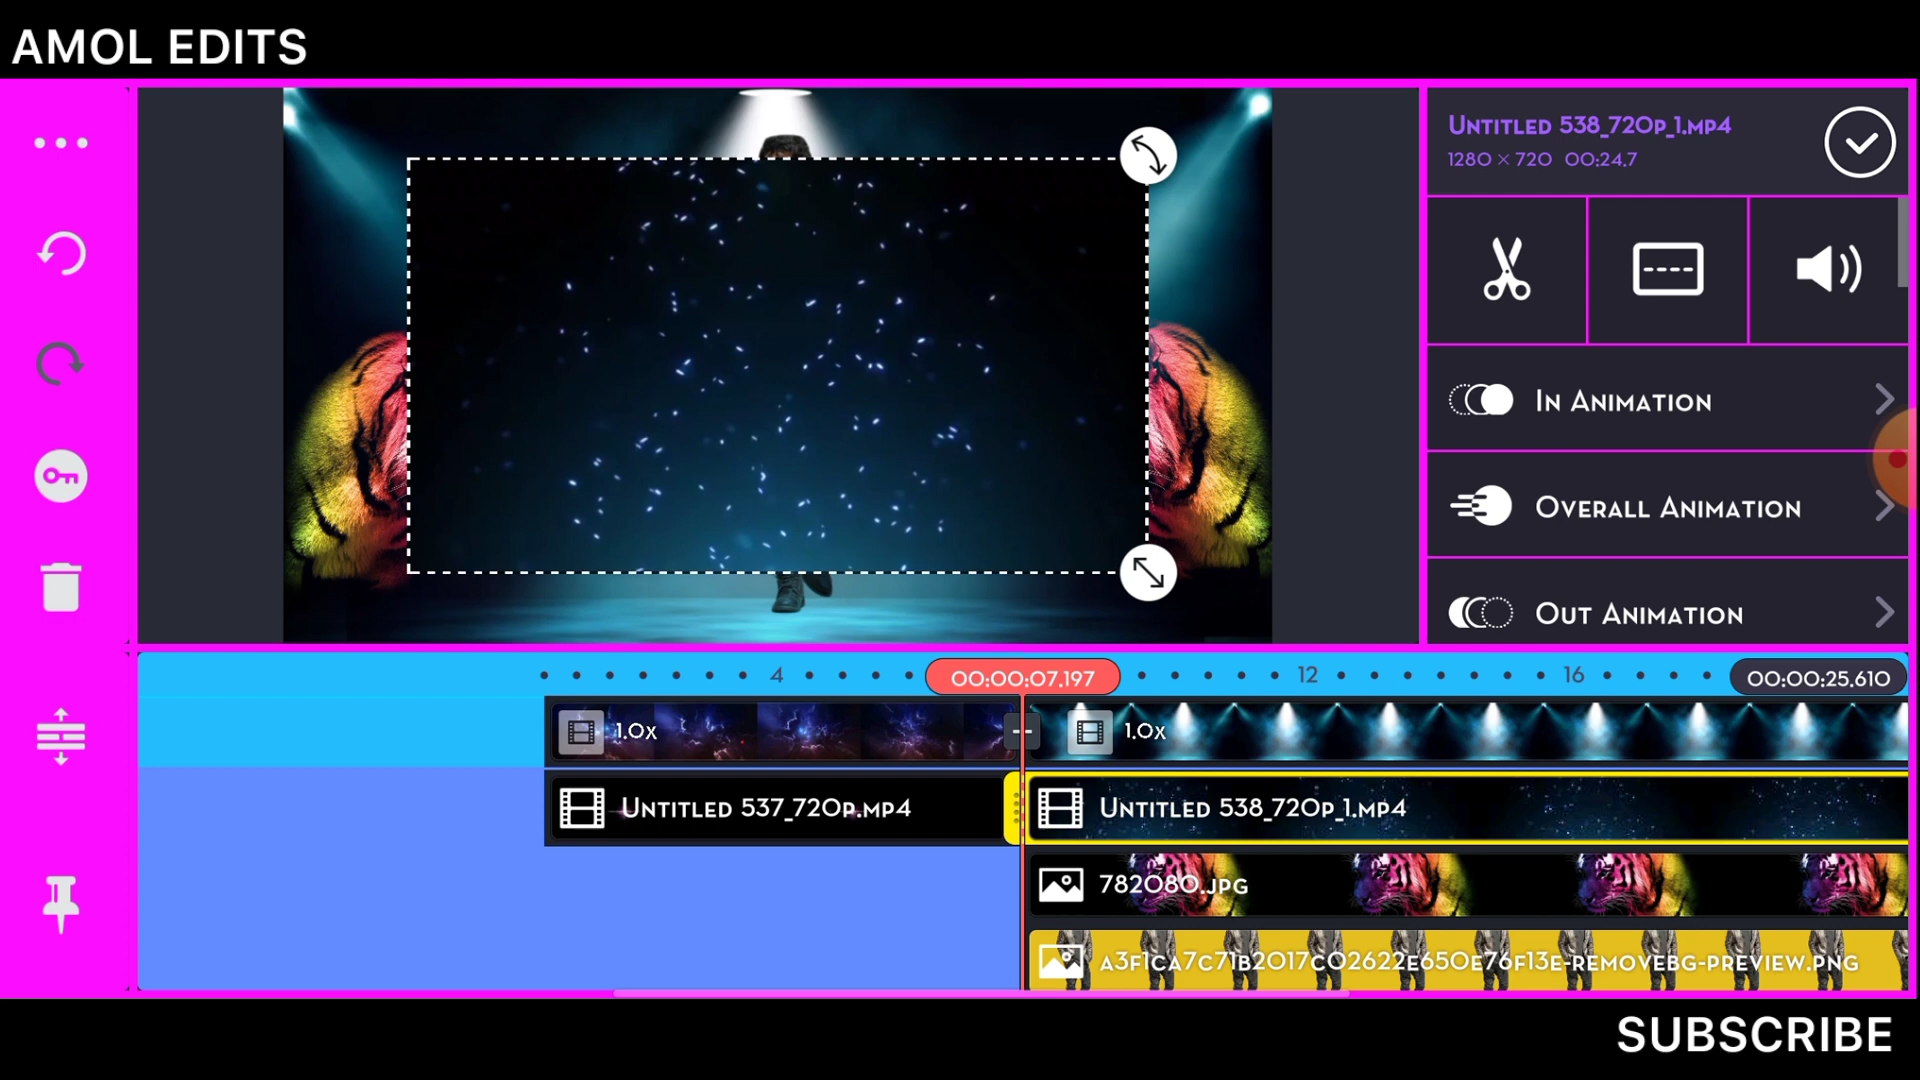 AMOL EDITS
Untitled 538_720p_1.mp4
1280 × 720 00:24.7
In Animation
Overall Animation
Out Animation
4
00:00:07.197
12
16
00:00:25.610
1.0x
1.0x
Untitled 537_720p.mp4
Untitled 538_720p_1.mp4
782080.jpg
a3f1ca7c71b2017c02622e650e76f13e-removebg-preview.png
SUBSCRIBE